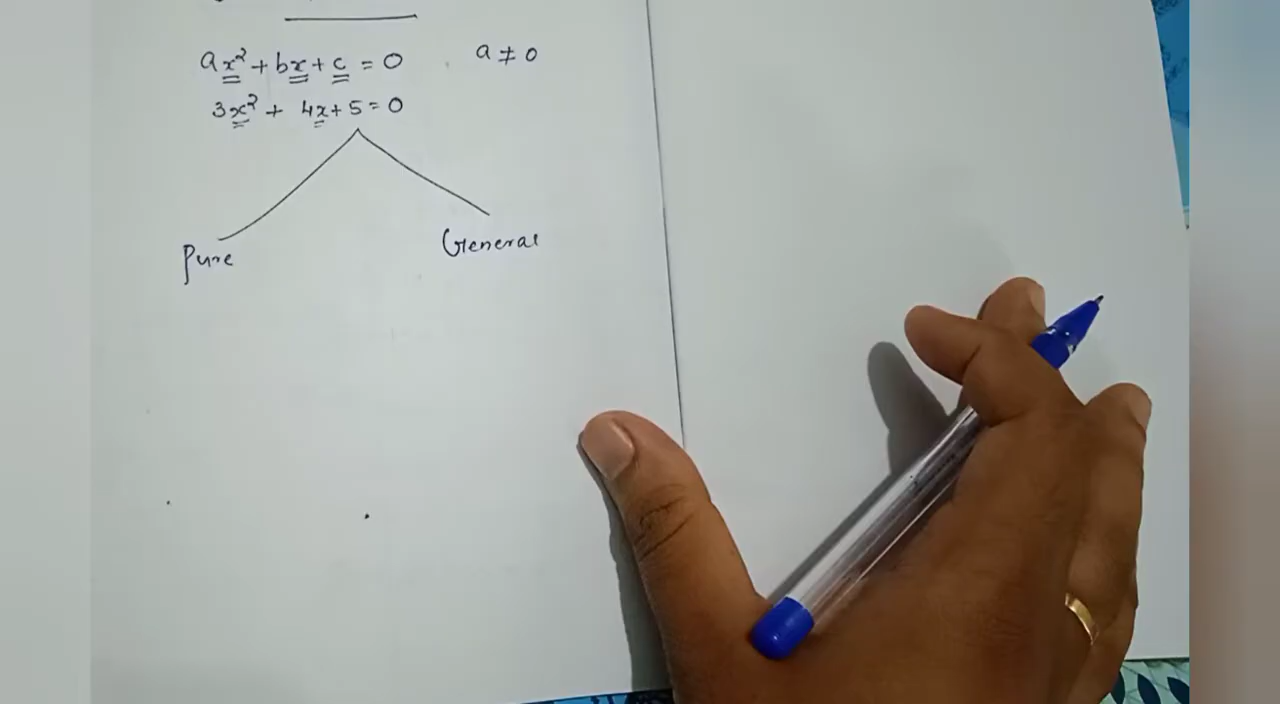 ax² + bx + c = 0 a ≠ 0
3x² + 4x + 5 = 0
Pure General